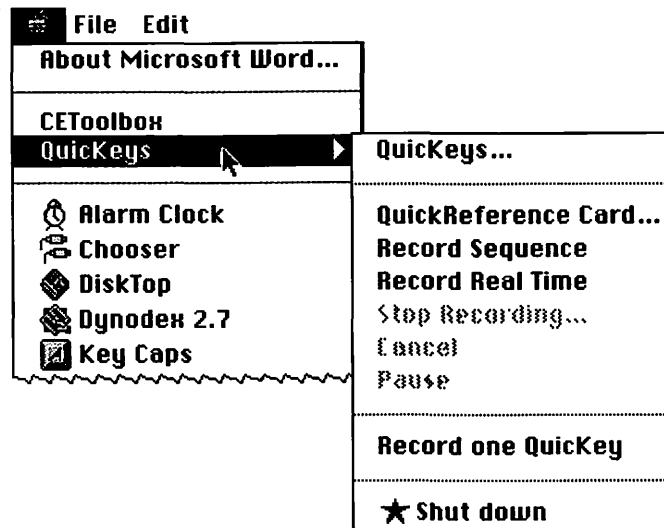 File Edit
About Microsoft Word...
CEToolbox
QuicKeys
Alarm Clock
Chooser
DiskTop
Dynodex 2.7
Key Caps
QuicKeys...
QuickReference Card...
Record Sequence
Record Real Time
Stop Recording...
Cancel
Pause
Record one QuicKey
Shut down